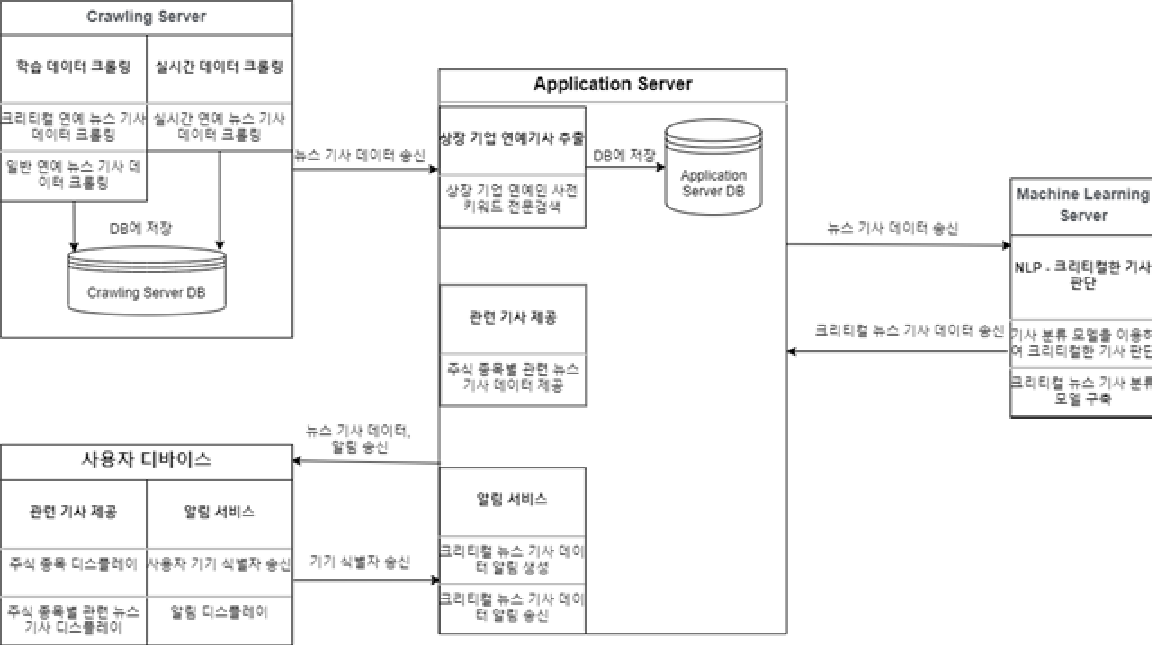 Crawling Server
학습 데이터 크롤링
실시간 데이터 크롤링
크리티컬 연예 뉴스 기사
데이터 크롤링
실시간 연예 뉴스 기사
데이터 크롤링
일반 연예 뉴스 기사 데
이터 크롤링
DB에 저장
Crawling Server DB
뉴스 기사 데이터 송신
Application Server
상장 기업 연예기사 추출
상장 기업 연예인 사전
키워드 전문검색
DB에 저장
Application
Server DB
관련 기사 제공
주식 종목별 관련 뉴스
기사 데이터 제공
알림 서비스
크리티컬 뉴스 기사 데이
터 알림 생성
크리티컬 뉴스 기사 데이
터 알림 송신
뉴스 기사 데이터 송신
크리티컬 뉴스 기사 데이터 송신
Machine Learning
Server
NLP - 크리티컬한 기사
판단
기사 분류 모델을 이용하
여 크리티컬한 기사 판단
크리티컬 뉴스 기사 분류
모델 구축
뉴스 기사 데이터,
알림 송신
기기 식별자 송신
사용자 디바이스
관련 기사 제공
알림 서비스
주식 종목 디스플레이
사용자 기기 식별자 송신
주식 종목별 관련 뉴스
기사 디스플레이
알림 디스플레이